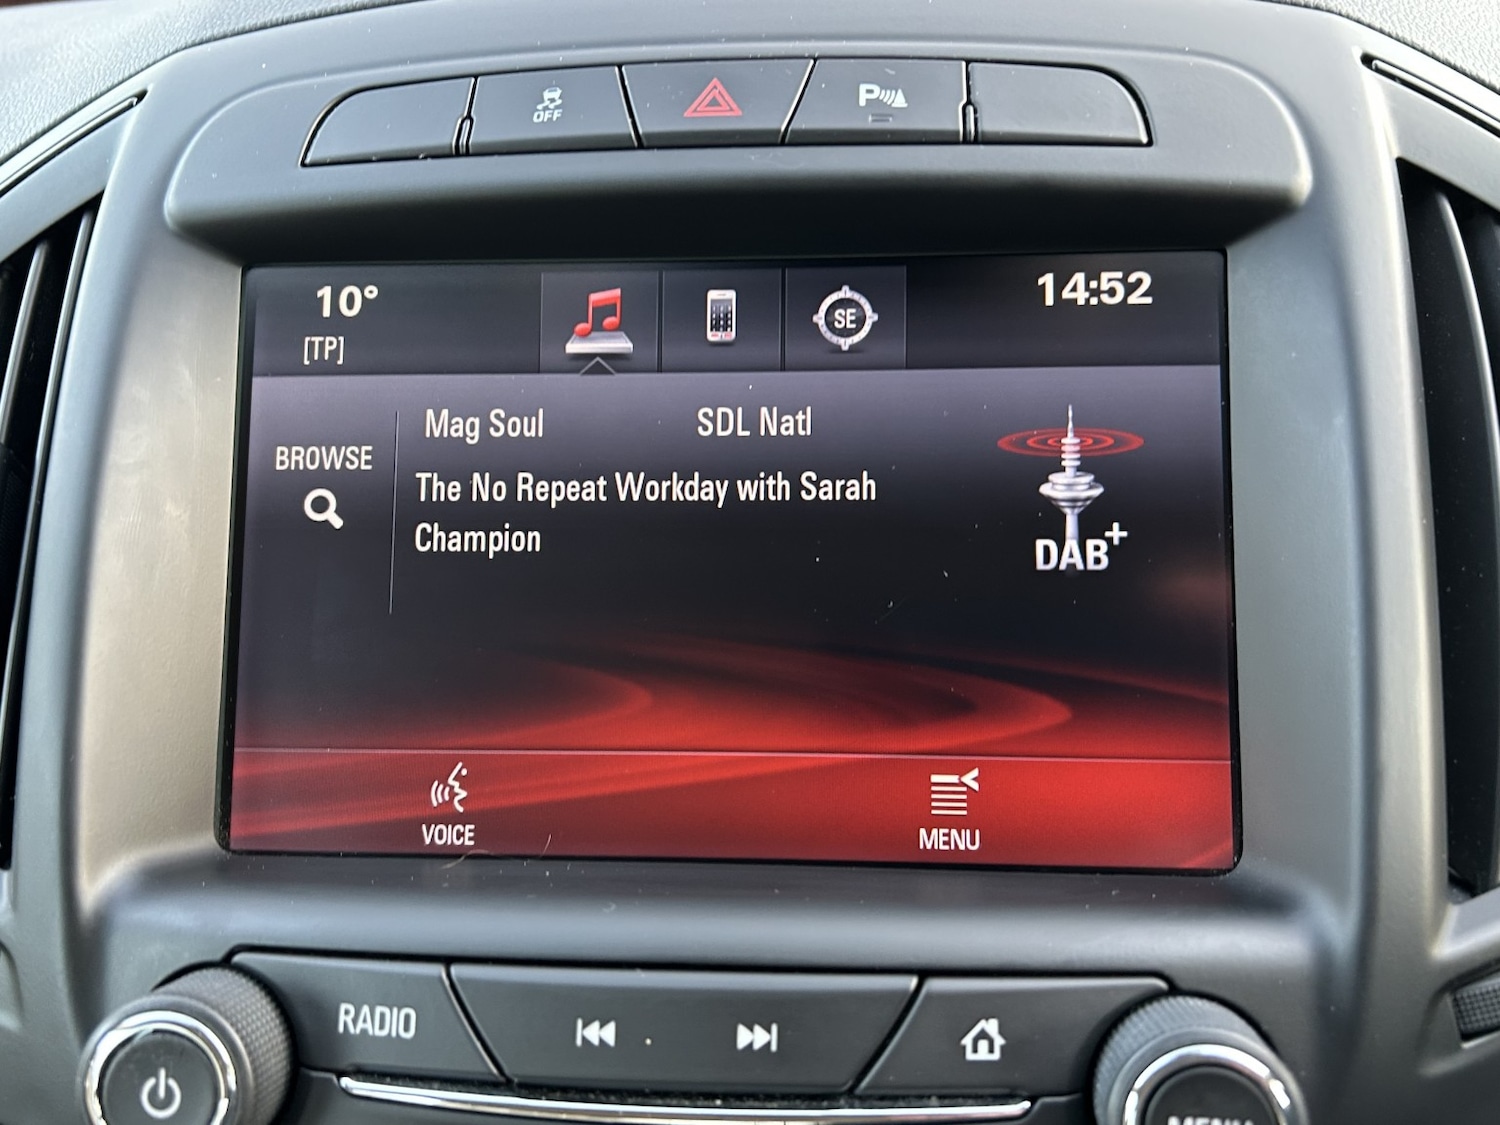 OFF
P
10°
SE
14:52
[TP]
Mag Soul
SDL Natl
BROWSE
The No Repeat Workday with Sarah
Champion
DAB+
VOICE
MENU
RADIO
MENU